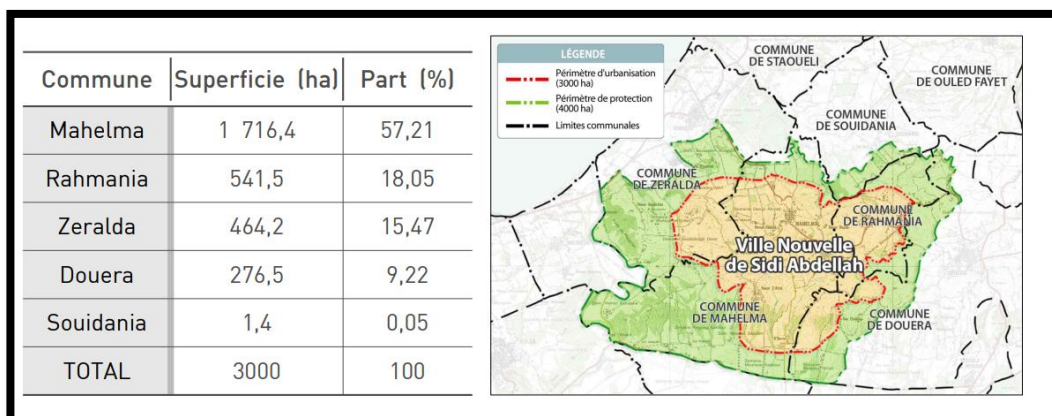 Commune Superficie (ha) Part (%)
Mahelma 1 716,4 57,21
Rahmania 541,5 18,05
Zeralda 464,2 15,47
Douera 276,5 9,22
Souidania 1,4 0,05
TOTAL 3000 100
LÉGENDE
Périmètre d'urbanisation
(3000 ha)
Périmètre de protection
(4000 ha)
Limites communales
COMMUNE
DE STAOUELI
COMMUNE
DE OULED FAYET
COMMUNE
DE SOUIDANIA
COMMUNE
DE ZERALDA
COMMUNE
DE RAHMANIA
Ville Nouvelle
de Sidi Abdellah
COMMUNE
DE MAHELMA
COMMUNE
DE DOUERA